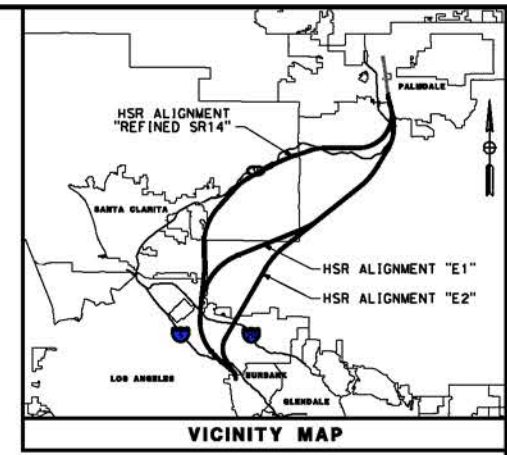 PALMDALE
HSR ALIGNMENT
"REFINED SR14"
SANTA CLARITA
HSR ALIGNMENT "E1"
HSR ALIGNMENT "E2"
5
LOS ANGELES
BURBANK
GLENDALE
VICINITY MAP